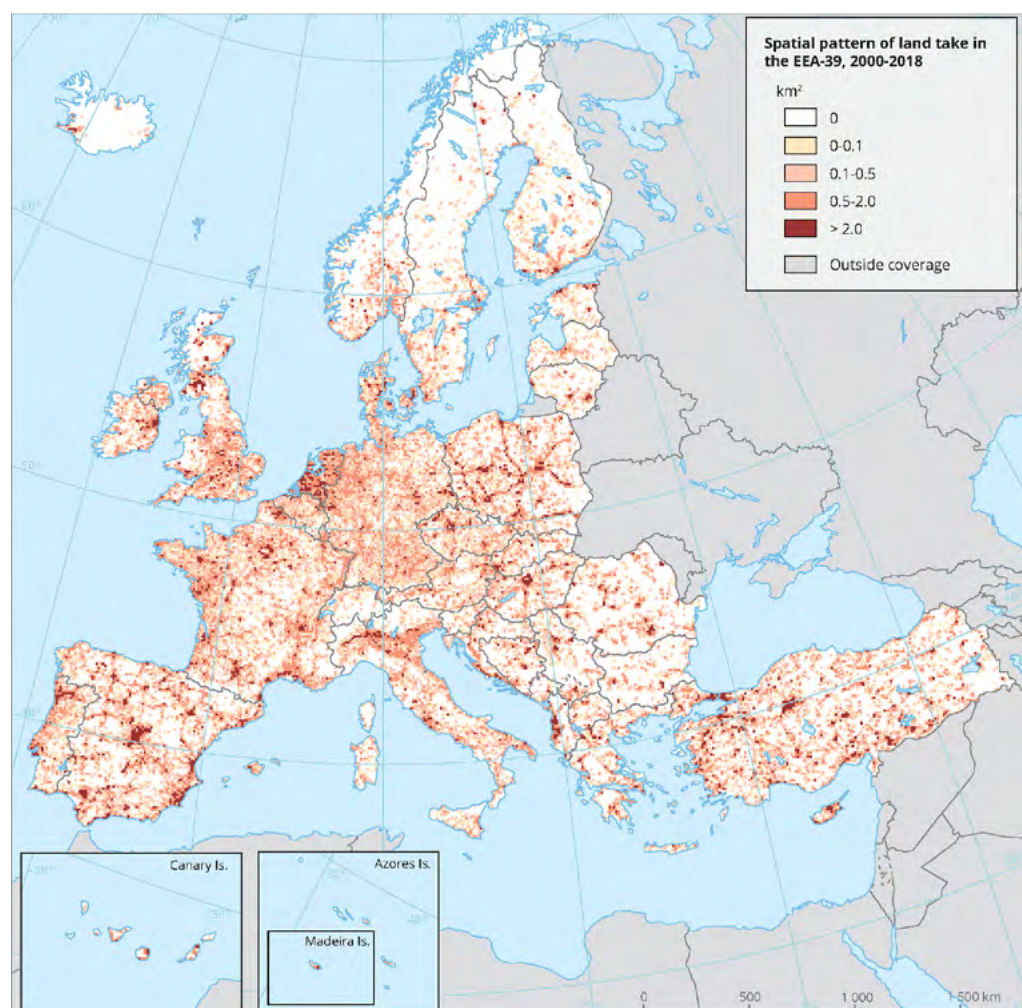 Spatial pattern of land take in
the EEA-39, 2000-2018
km²
0
0-0.1
0.1-0.5
0.5-2.0
> 2.0
Outside coverage
50°
Canary Is.
Azores Is.
Madeira Is.
0 500 1 000 1 500 km